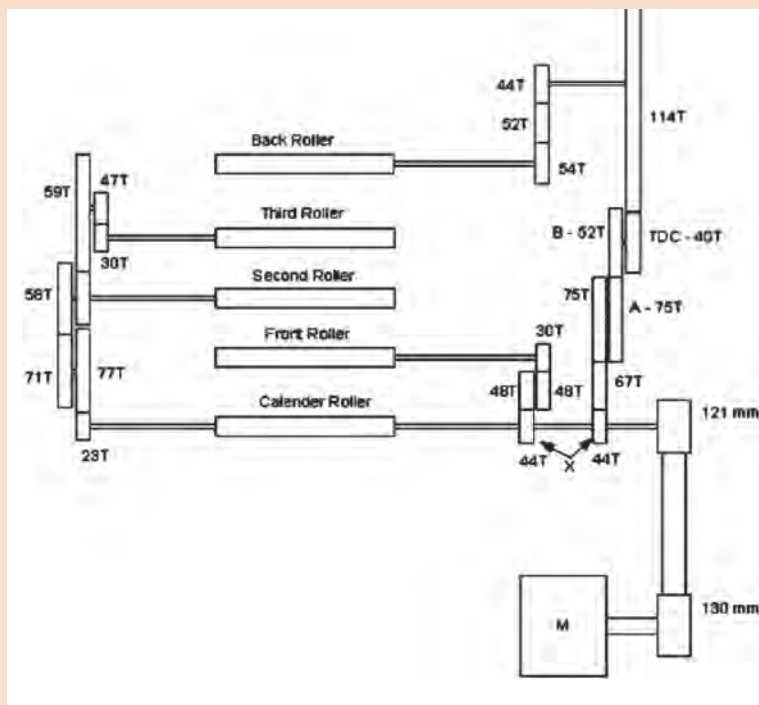 44T
114T
52T
Back Roller
54T
47T
59T
Third Roller
B - 52T
TDC - 40T
30T
Second Roller
58T
75T
A - 75T
Front Roller
30T
71T
77T
48T
48T
67T
Calender Roller
121 mm
23T
44T
X
44T
M
130 mm